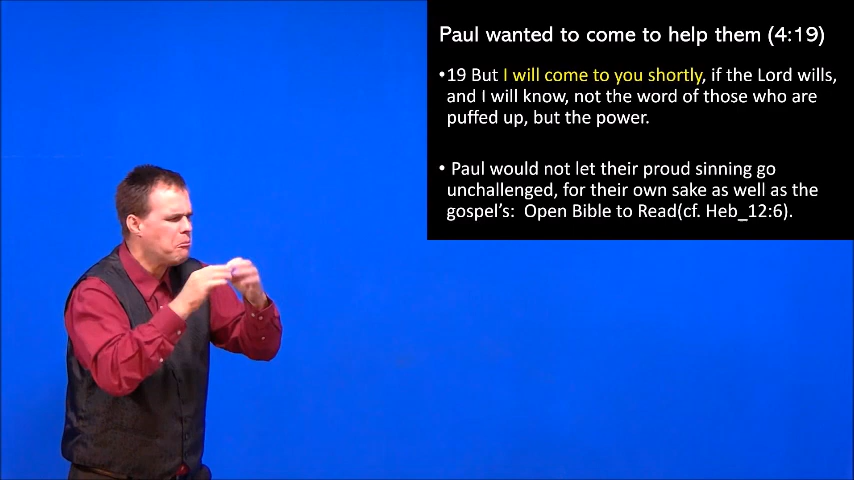 Paul wanted to come to help them (4:19)
•19 But I will come to you shortly, if the Lord wills,
and I will know, not the word of those who are
puffed up, but the power.
• Paul would not let their proud sinning go
unchallenged, for their own sake as well as the
gospel's: Open Bible to Read(cf. Heb_12:6).